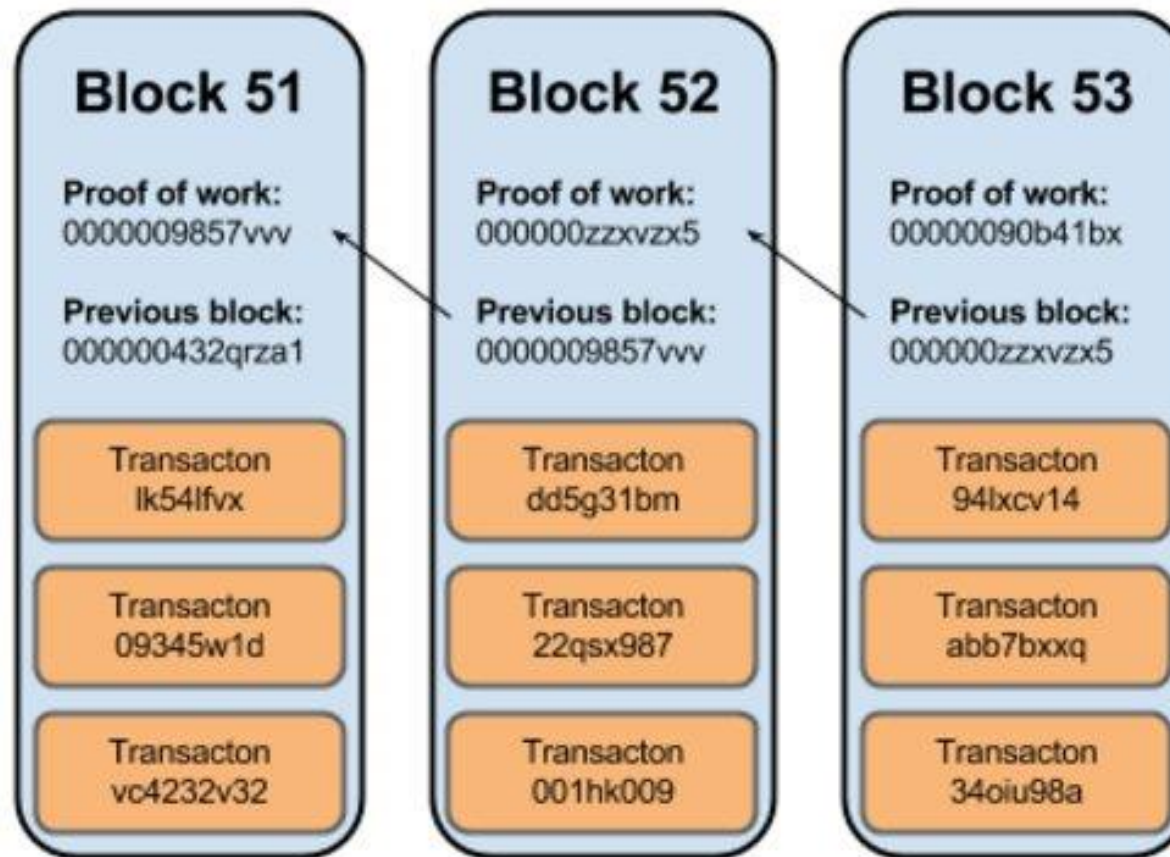 Block 51
Proof of work:
0000009857vvv
Previous block:
000000432qrza1
Transacton
lk54lfvx
Transacton
09345w1d
Transacton
vc4232v32
Block 52
Proof of work:
000000zzxvzx5
Previous block:
0000009857vvv
Transacton
dd5g31bm
Transacton
22qsx987
Transacton
001hk009
Block 53
Proof of work:
00000090b41bx
Previous block:
000000zzxvzx5
Transacton
94lxcv14
Transacton
abb7bxxq
Transacton
34oiu98a